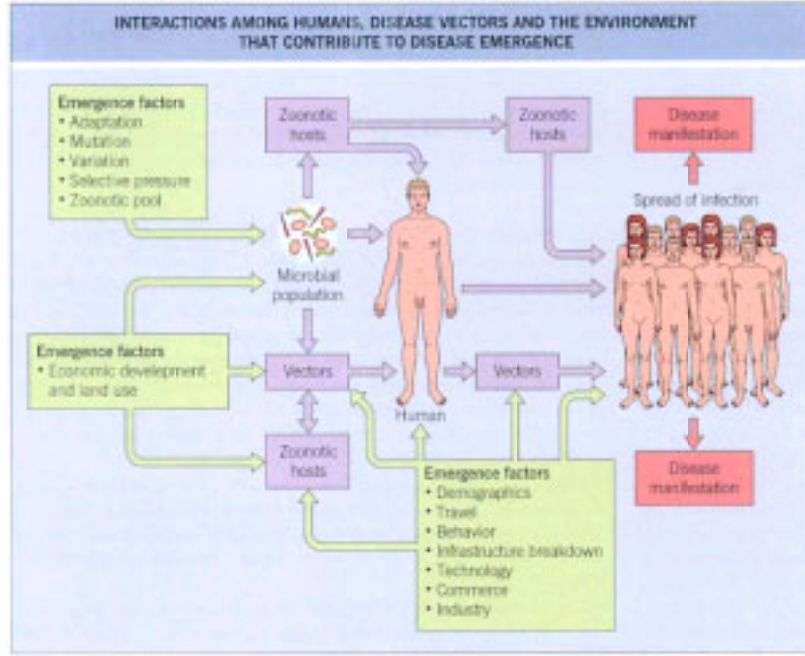 INTERACTIONS AMONG HUMANS, DISEASE VECTORS AND THE ENVIRONMENT
THAT CONTRIBUTE TO DISEASE EMERGENCE
Emergence factors
• Adaptation
• Mutation
• Variation
• Selective pressure
• Zoonotic pool
Zoonotic
hosts
Zoonotic
hosts
Disease
manifestation
Spread of infection
Microbial
population
Emergence factors
• Economic development
and land use
Vectors
Vectors
Human
Zoonotic
hosts
Emergence factors
• Demographics
• Travel
• Behavior
• Infrastructure breakdown
• Technology
• Commerce
• Industry
Disease
manifestation